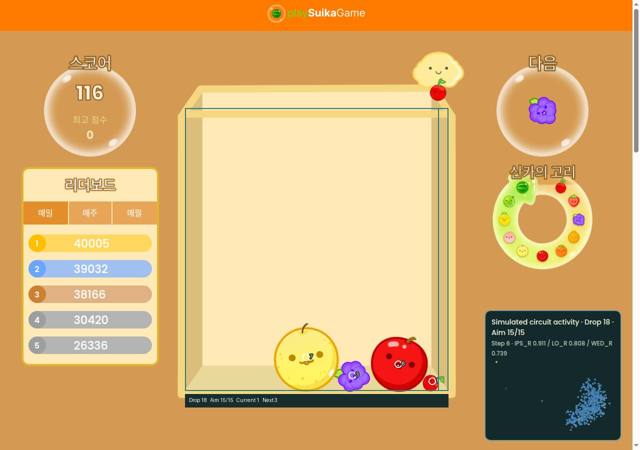 playSuikaGame
스코어
116
최고 점수
0
리더보드
매일
매주
매월
1 40005
2 39032
3 38166
4 30420
5 26336
다음
산카의 고리
Simulated circuit activity · Drop 18 ·
Aim 15/15
Step 6 · IPS_R 0.911 / LO_R 0.808 / WED_R
0.739
Drop 18 Aim 15/15 Current 1 Next 3